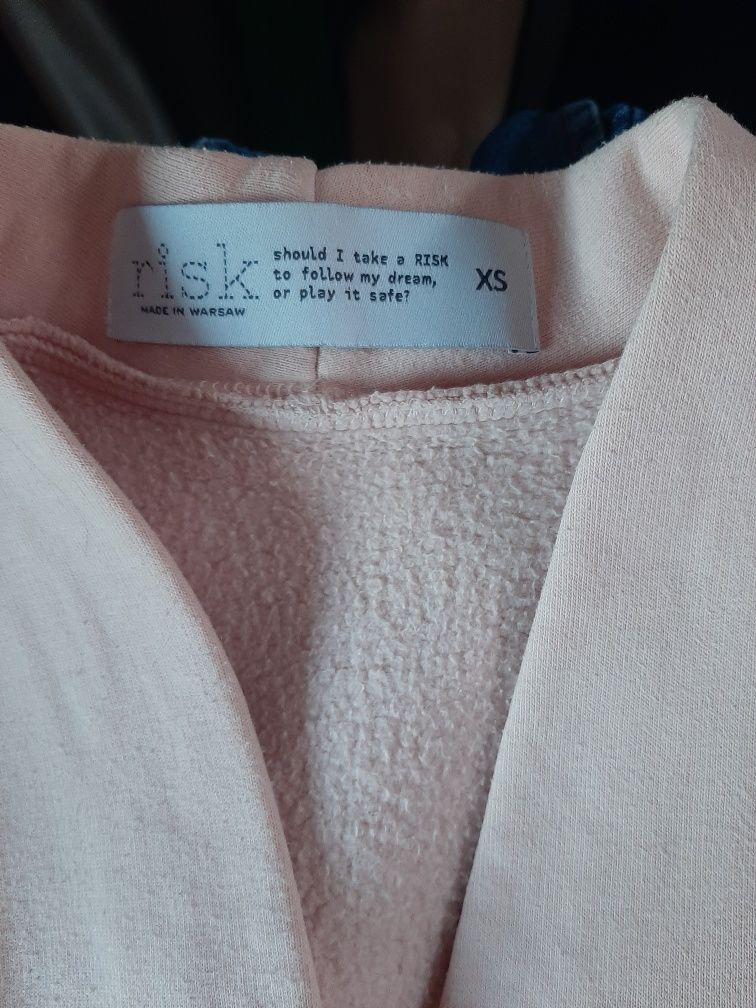 risk
MADE IN WARSAW
should I take a RISK
to follow my dream,
or play it safe?
XS